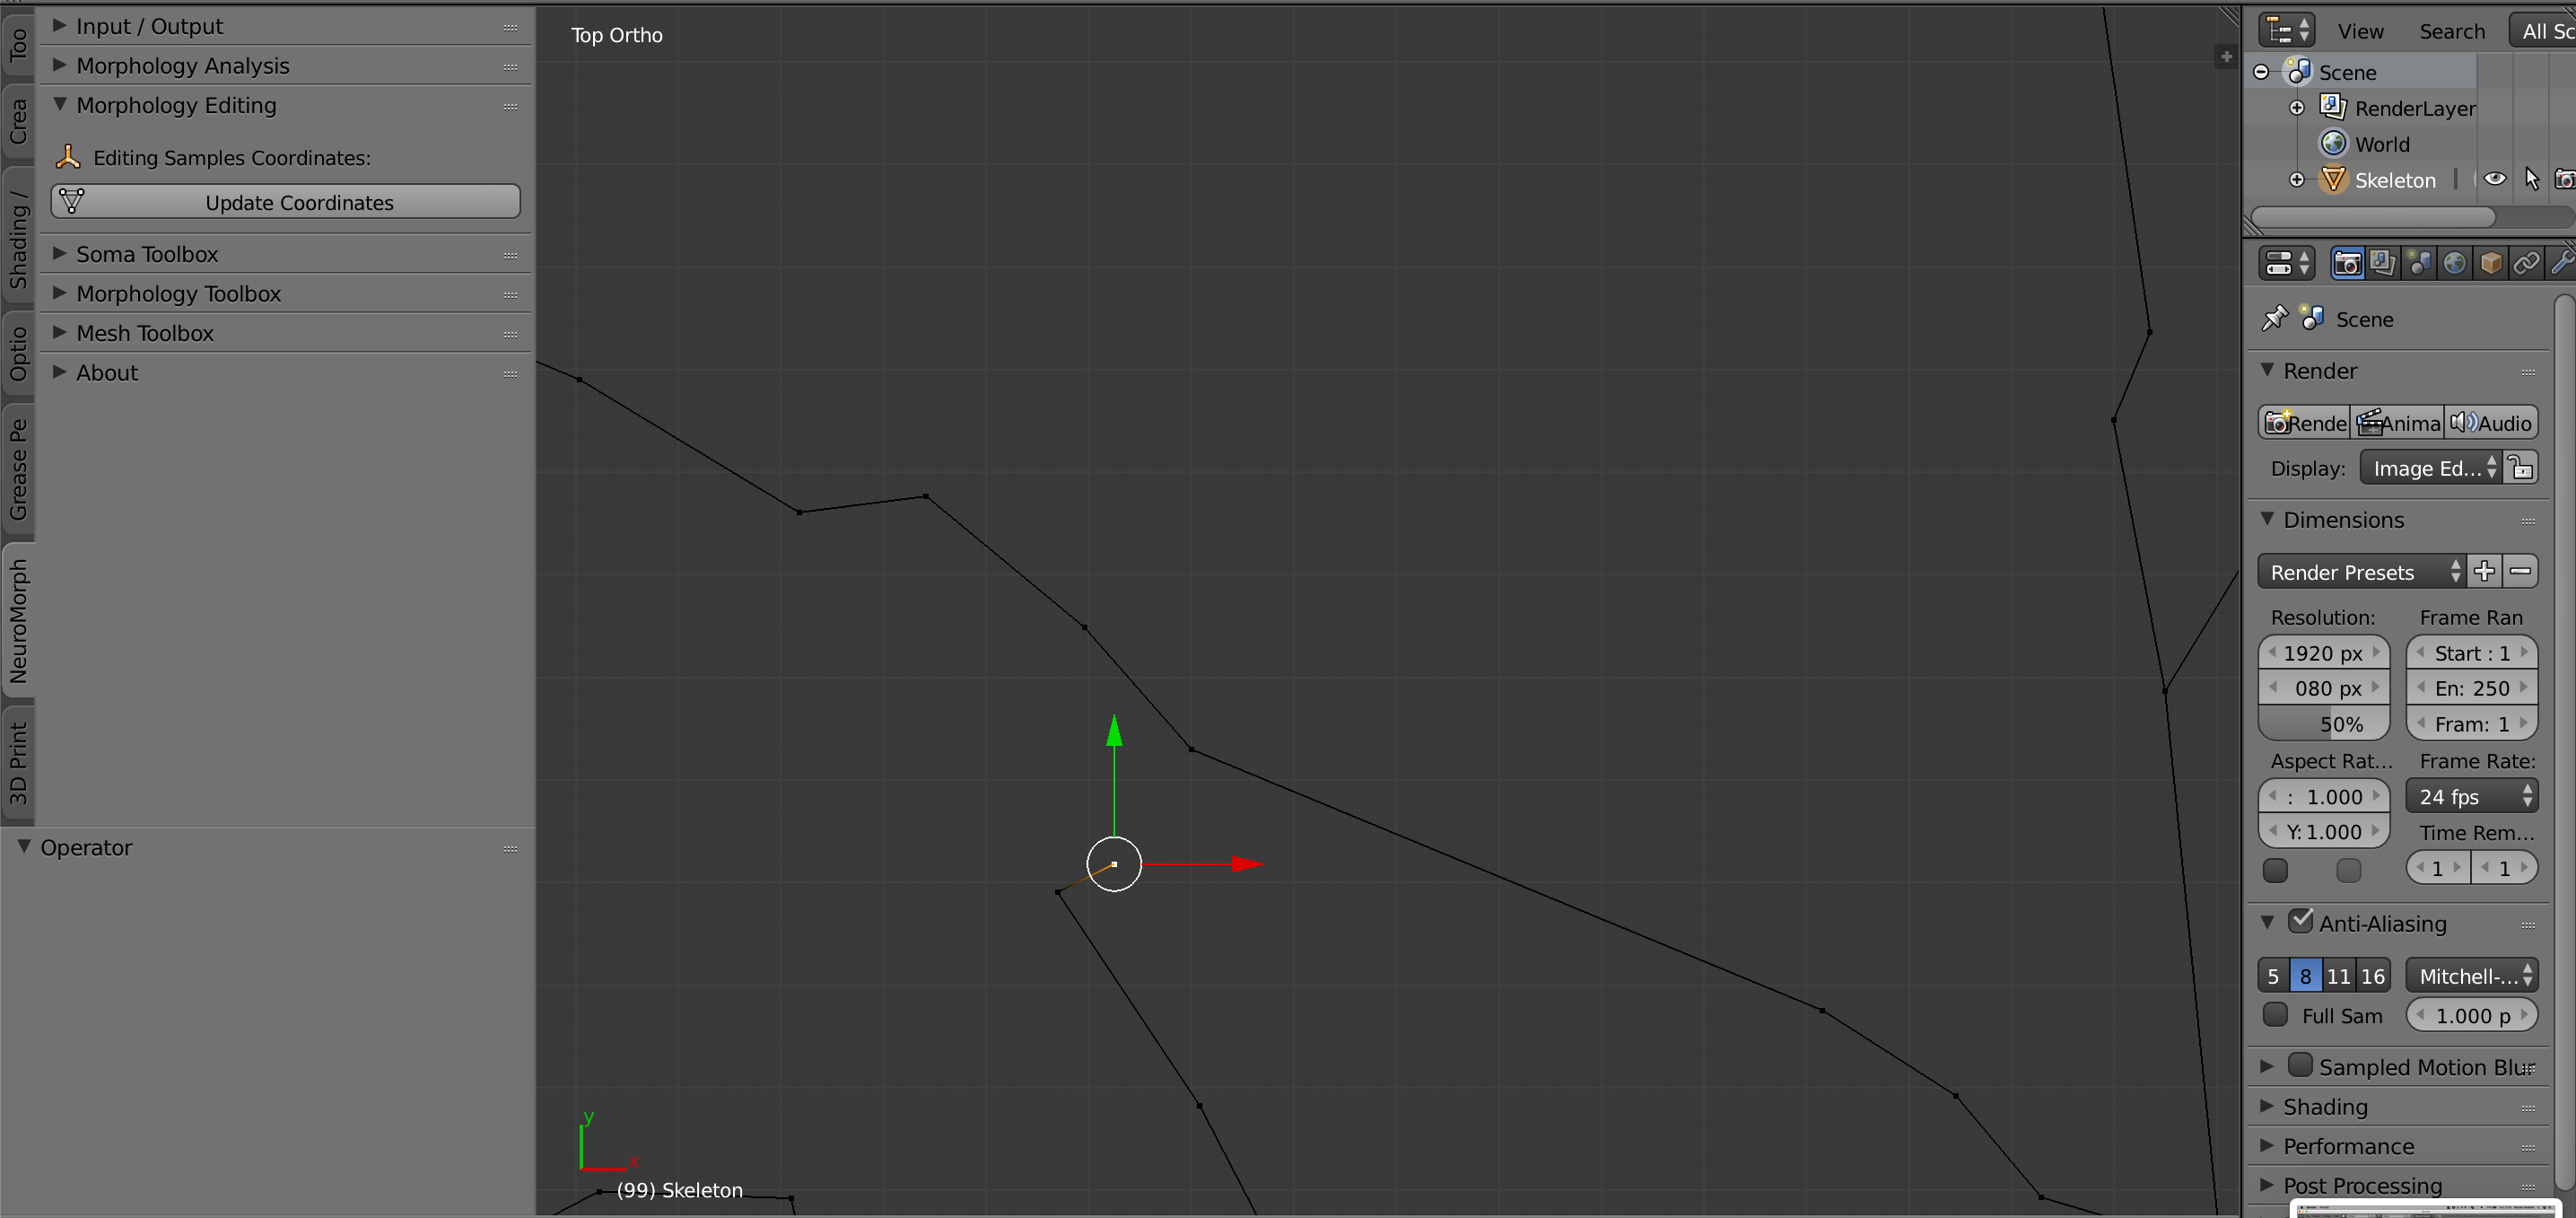 Too
Crea
Shading /
Optio
Grease Pe
NeuroMorph
3D Print
Input / Output
Morphology Analysis
Morphology Editing
Editing Samples Coordinates:
Update Coordinates
Soma Toolbox
Morphology Toolbox
Mesh Toolbox
About
Operator
Top Ortho
y
x
(99) Skeleton
View Search All Sc
Scene
RenderLayer
World
Skeleton
Scene
Render
Rende Anima Audio
Display: Image Ed...
Dimensions
Render Presets
Resolution: Frame Ran
1920 px Start : 1
080 px En: 250
50% Fram: 1
Aspect Rat... Frame Rate:
: 1.000 24 fps
Y: 1.000 Time Rem...
1 1
Anti-Aliasing
5 8 11 16 Mitchell-...
Full Sam 1.000 p
Sampled Motion Blur
Shading
Performance
Post Processing